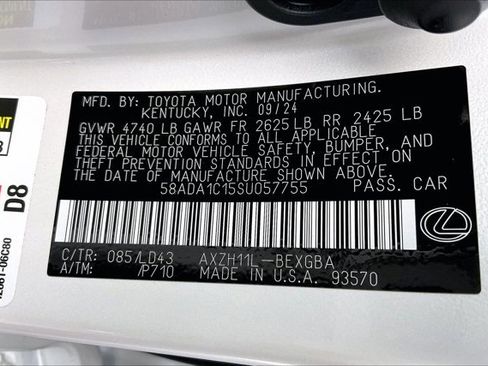 MFD. BY: TOYOTA MOTOR MANUFACTURING.
KENTUCKY, INC. 09/24
GVWR 4740 LB GAWR FR 2625 LB RR 2425 LB
THIS VEHICLE CONFORMS TO ALL APPLICABLE
FEDERAL MOTOR VEHICLE SAFETY, BUMPER, AND
THEFT PREVENTION STANDARDS IN EFFECT ON
THE DATE OF MANUFACTURE SHOWN ABOVE.
58ADA1C15SU057755 PASS. CAR
C/TR: 085/LD43 AXZH11L-BEXGBA
A/TM: /P710 MADE IN U.S.A. 93570
D8